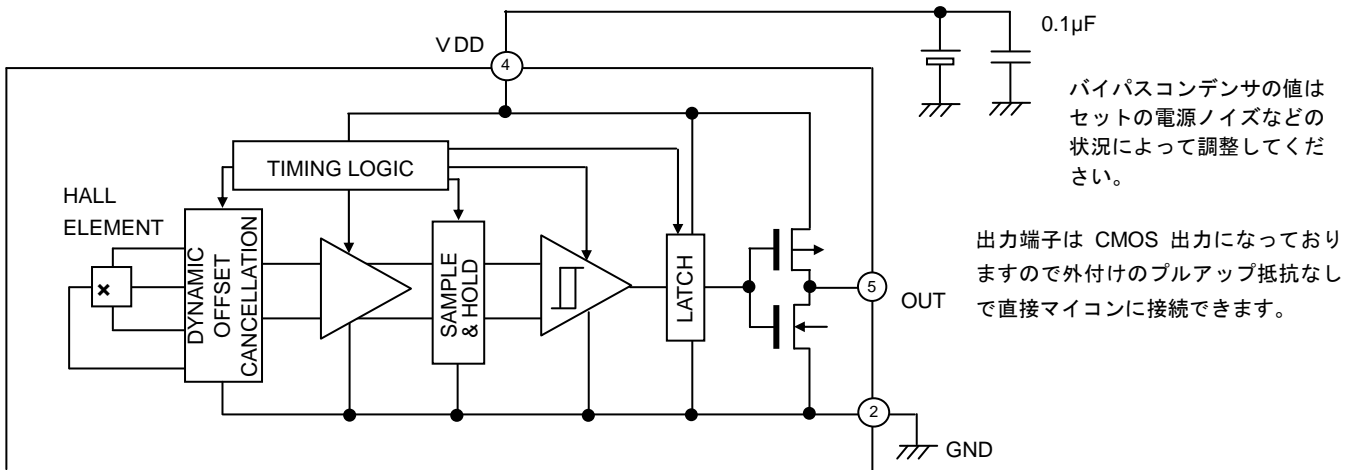 0.1µF
VDD
4
バイパスコンデンサの値は
セットの電源ノイズなどの
状況によって調整してくだ
さい。
TIMING LOGIC
HALL
ELEMENT
DYNAMIC
OFFSET
CANCELLATION
×
SAMPLE
& HOLD
LATCH
5
OUT
出力端子は CMOS 出力になっており
ますので外付けのプルアップ抵抗なし
で直接マイコンに接続できます。
2
GND